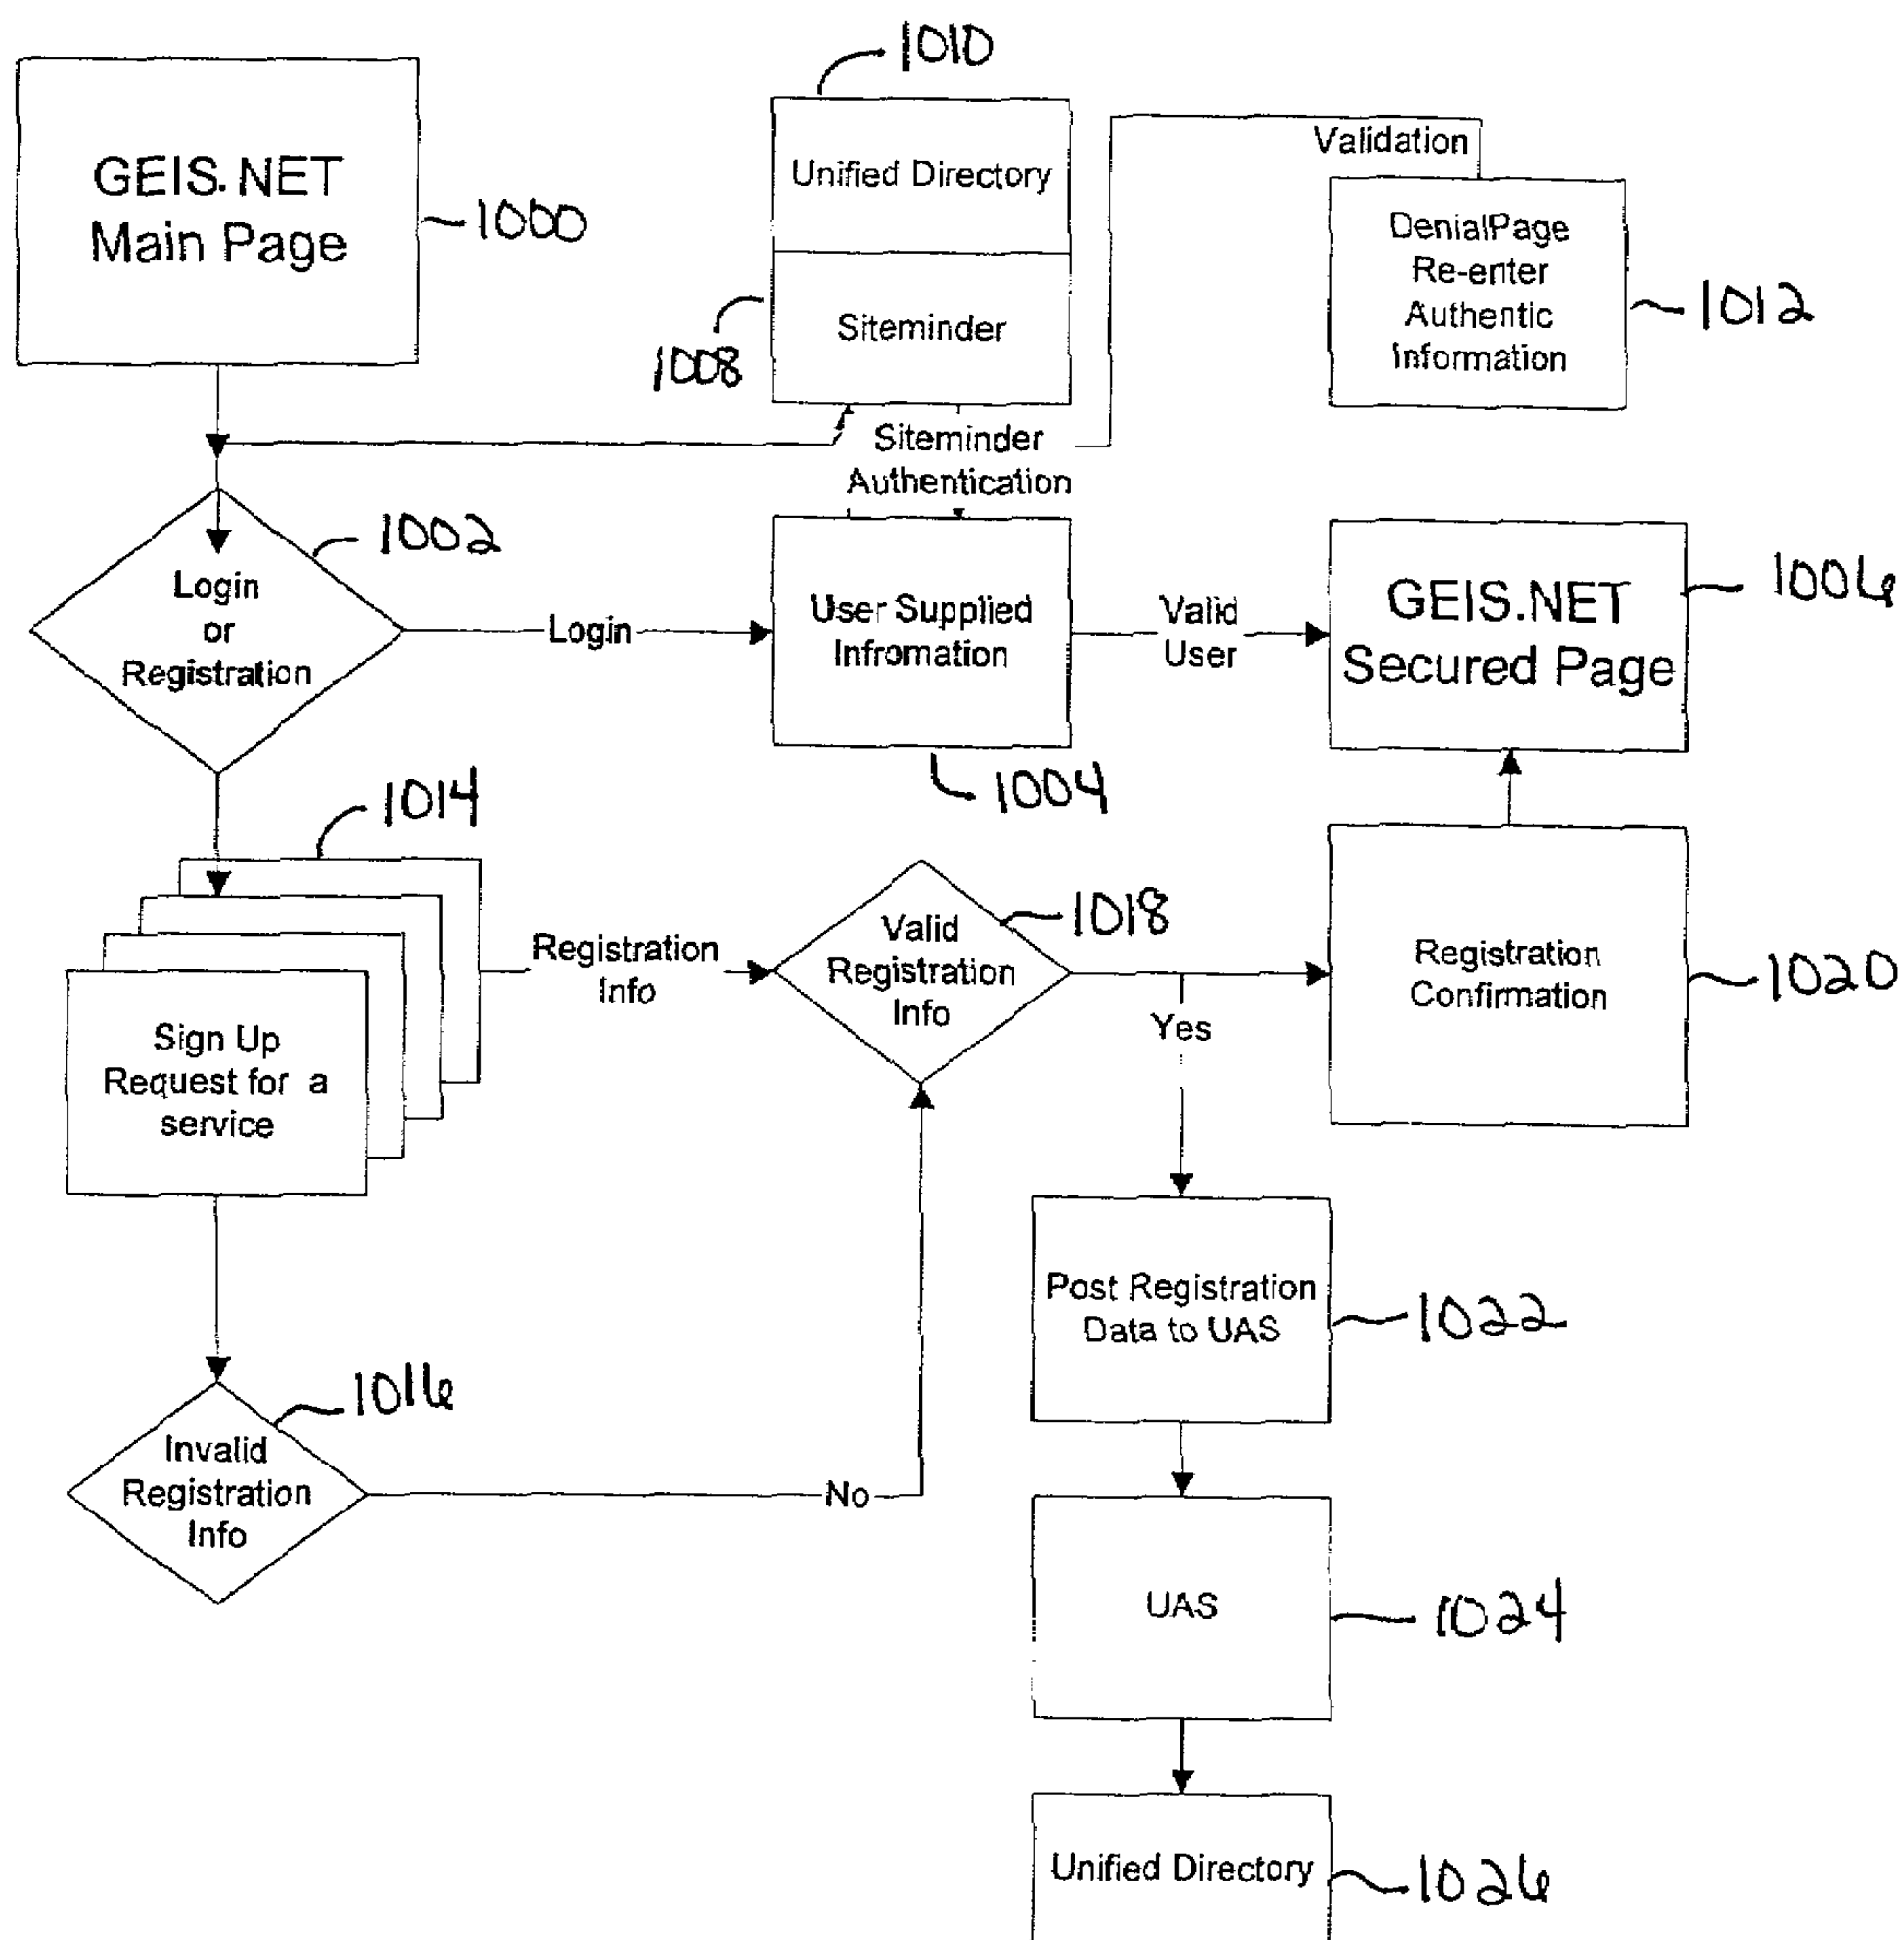 1010
GEIS.NET
Main Page
1000
Unified Directory
Siteminder
1008
Validation
DenialPage
Re-enter
Authentic
Information
1012
Siteminder
Authentication
1002
Login
or
Registration
Login
User Supplied
Infromation
1004
Valid
User
GEIS.NET
Secured Page
1006
1014
Sign Up
Request for a
service
Registration
Info
Valid
Registration
Info
1018
Yes
Registration
Confirmation
1020
1016
Invalid
Registration
Info
No
Post Registration
Data to UAS
1022
UAS
1024
Unified Directory
1026